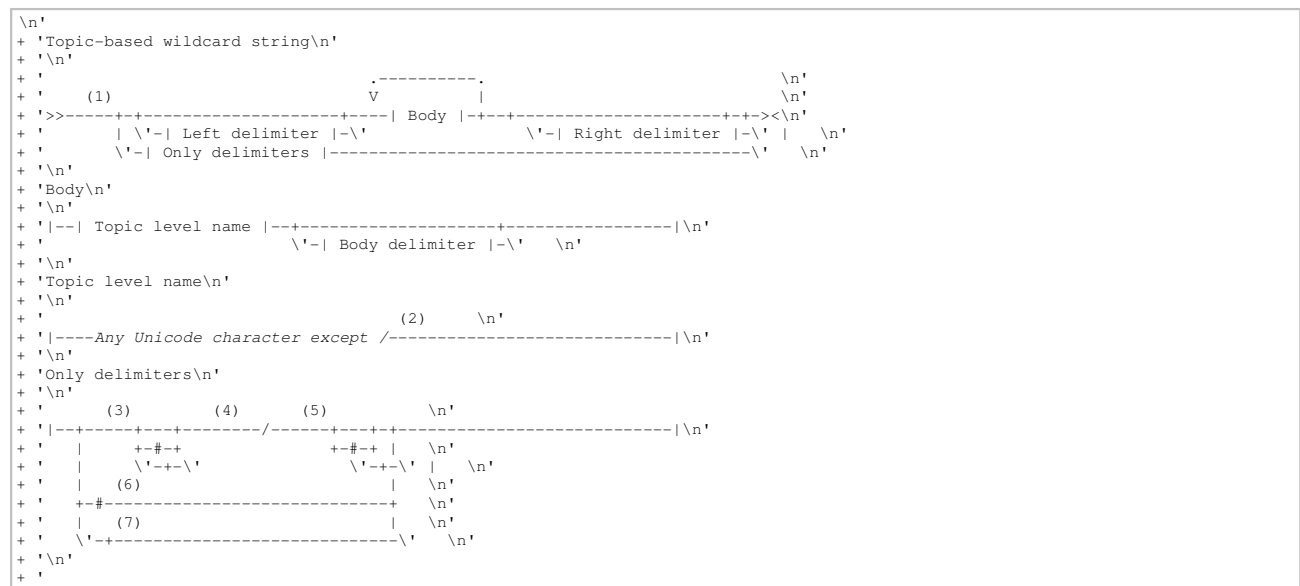 \n'
+ 'Topic-based wildcard string\n'
+ '\n'
+ '                                  .----------.                              \n'
+ '     (1)                          V          |                              \n'
+ '>>-----+-+--------------------+----| Body |-+--+---------------------+-+-><\n'
+ '       | \'-| Left delimiter |-\'               \'-| Right delimiter |-\' |   \n'
+ '       \'-| Only delimiters |-------------------------------------------\'   \n'
+ '\n'
+ 'Body\n'
+ '\n'
+ '|--| Topic level name |--+--------------------+-----------------|\n'
+ '                         \'-| Body delimiter |-\'   \n'
+ '\n'
+ 'Topic level name\n'
+ '\n'
+ '                                     (2)     \n'
+ '|----Any Unicode character except /-----------------------------|\n'
+ '\n'
+ 'Only delimiters\n'
+ '\n'
+ '      (3)        (4)      (5)          \n'
+ '|--+-----+---+--------/------+---+-+----------------------------|\n'
+ '   |     +-#-+               +-#-+ |   \n'
+ '   |     \'-+-\'               \'-+-\' |   \n'
+ '   |   (6)                         |   \n'
+ '   +-#-----------------------------+   \n'
+ '   |   (7)                         |   \n'
+ '   \'-+-----------------------------\'   \n'
+ '\n'
+ '